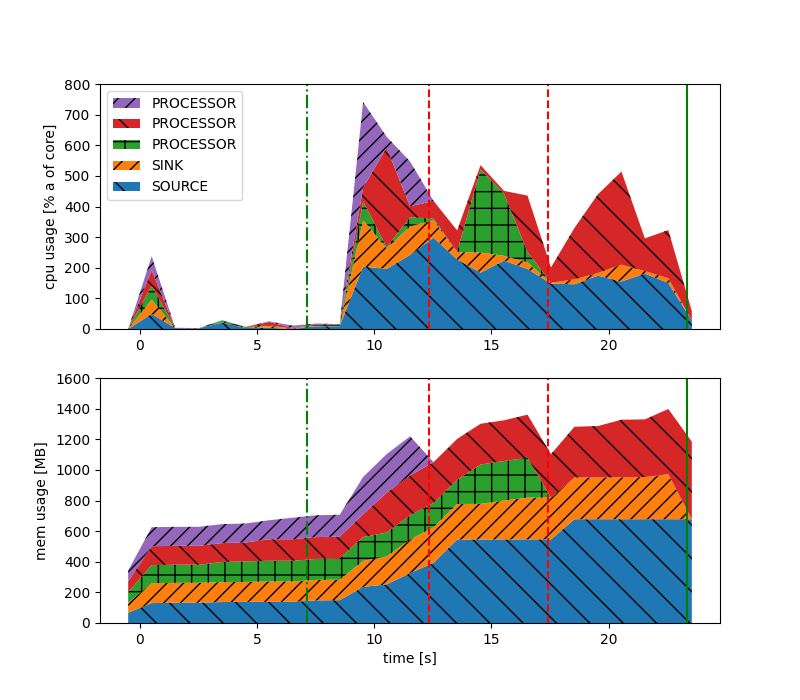 cpu usage [% a of core]
800
700
600
500
400
300
200
100
0
PROCESSOR
PROCESSOR
PROCESSOR
SINK
SOURCE
0 5 10 15 20
mem usage [MB]
1600
1400
1200
1000
800
600
400
200
0
0 5 10 15 20
time [s]